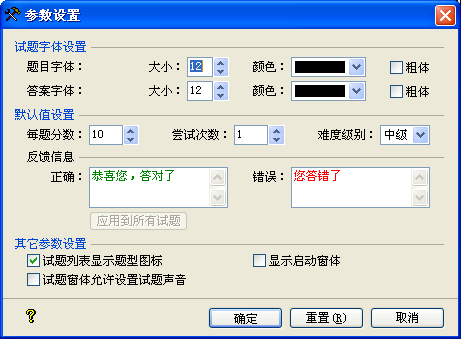 参数设置
试题字体设置
题目字体： 大小： 12 颜色： 粗体
答案字体： 大小： 12 颜色： 粗体
默认值设置
每题分数： 10 尝试次数： 1 难度级别： 中级
反馈信息
正确： 恭喜您，答对了 错误： 您答错了
应用到所有试题
其它参数设置
试题列表显示题型图标 显示启动窗体
试题窗体允许设置试题声音
? 确定 重置(R) 取消